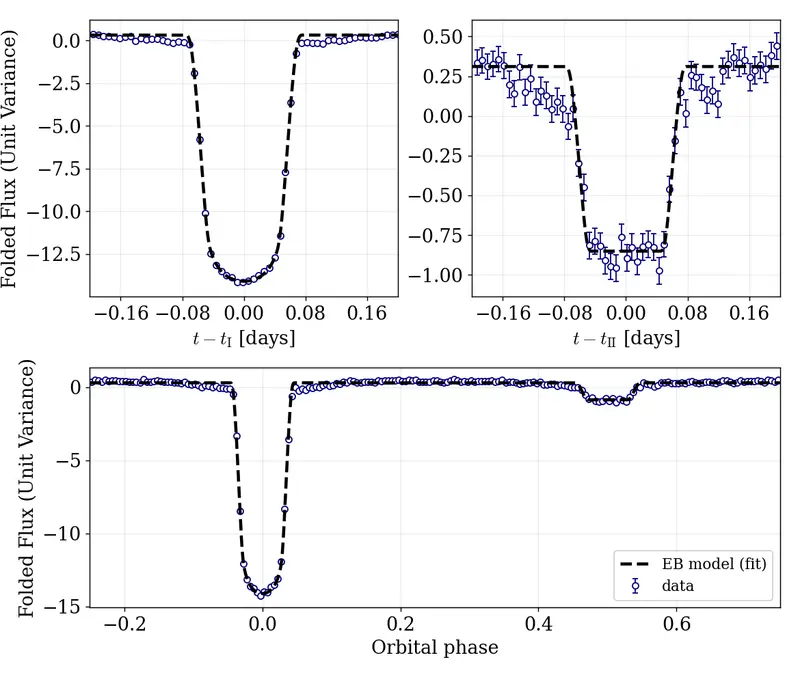 Folded Flux (Unit Variance)
0.0
−2.5
−5.0
−7.5
−10.0
−12.5
−0.16 −0.08 0.00 0.08 0.16
t − tI [days]
0.50
0.25
0.00
−0.25
−0.50
−0.75
−1.00
−0.16 −0.08 0.00 0.08 0.16
t − tII [days]
Folded Flux (Unit Variance)
0
−5
−10
−15
−0.2 0.0 0.2 0.4 0.6
Orbital phase
EB model (fit)
data